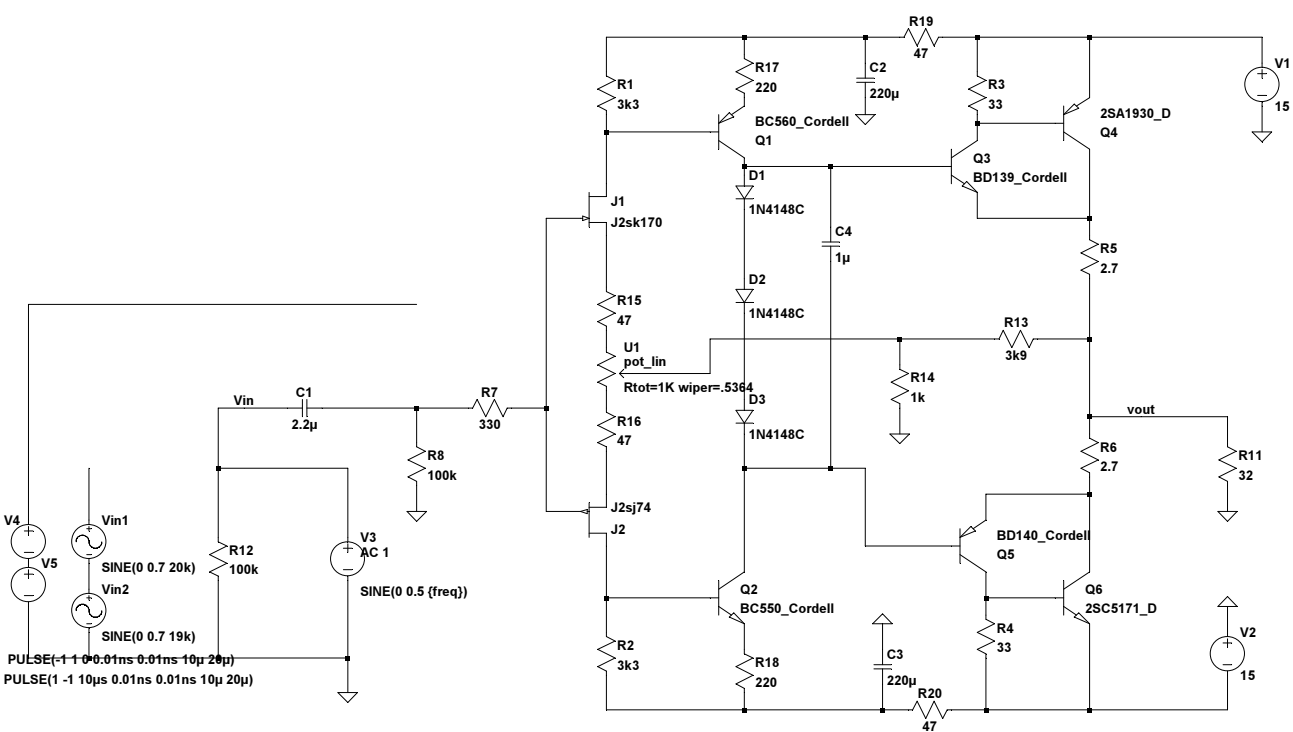 R19
47
R1
3k3
R17
220
C2
220µ
R3
33
V1
15
BC560_Cordell
Q1
2SA1930_D
Q4
Q3
BD139_Cordell
D1
1N4148C
J1
J2sk170
C4
1µ
R5
2.7
D2
1N4148C
R15
47
R13
3k9
U1
pot_lin
Rtot=1K wiper=.5364
R14
1k
Vin
C1
2.2µ
R7
330
D3
1N4148C
vout
R16
47
R8
100k
R6
2.7
R11
32
J2sj74
J2
V4
V5
Vin1
SINE(0 0.7 20k)
R12
100k
V3
AC 1
SINE(0 0.5 {freq})
BD140_Cordell
Q5
Vin2
SINE(0 0.7 19k)
Q2
BC550_Cordell
Q6
2SC5171_D
R2
3k3
R18
220
C3
220µ
R4
33
V2
15
R20
47
PULSE(-1 1 0 0.01ns 0.01ns 10µ 20µ)
PULSE(1 -1 10µs 0.01ns 0.01ns 10µ 20µ)